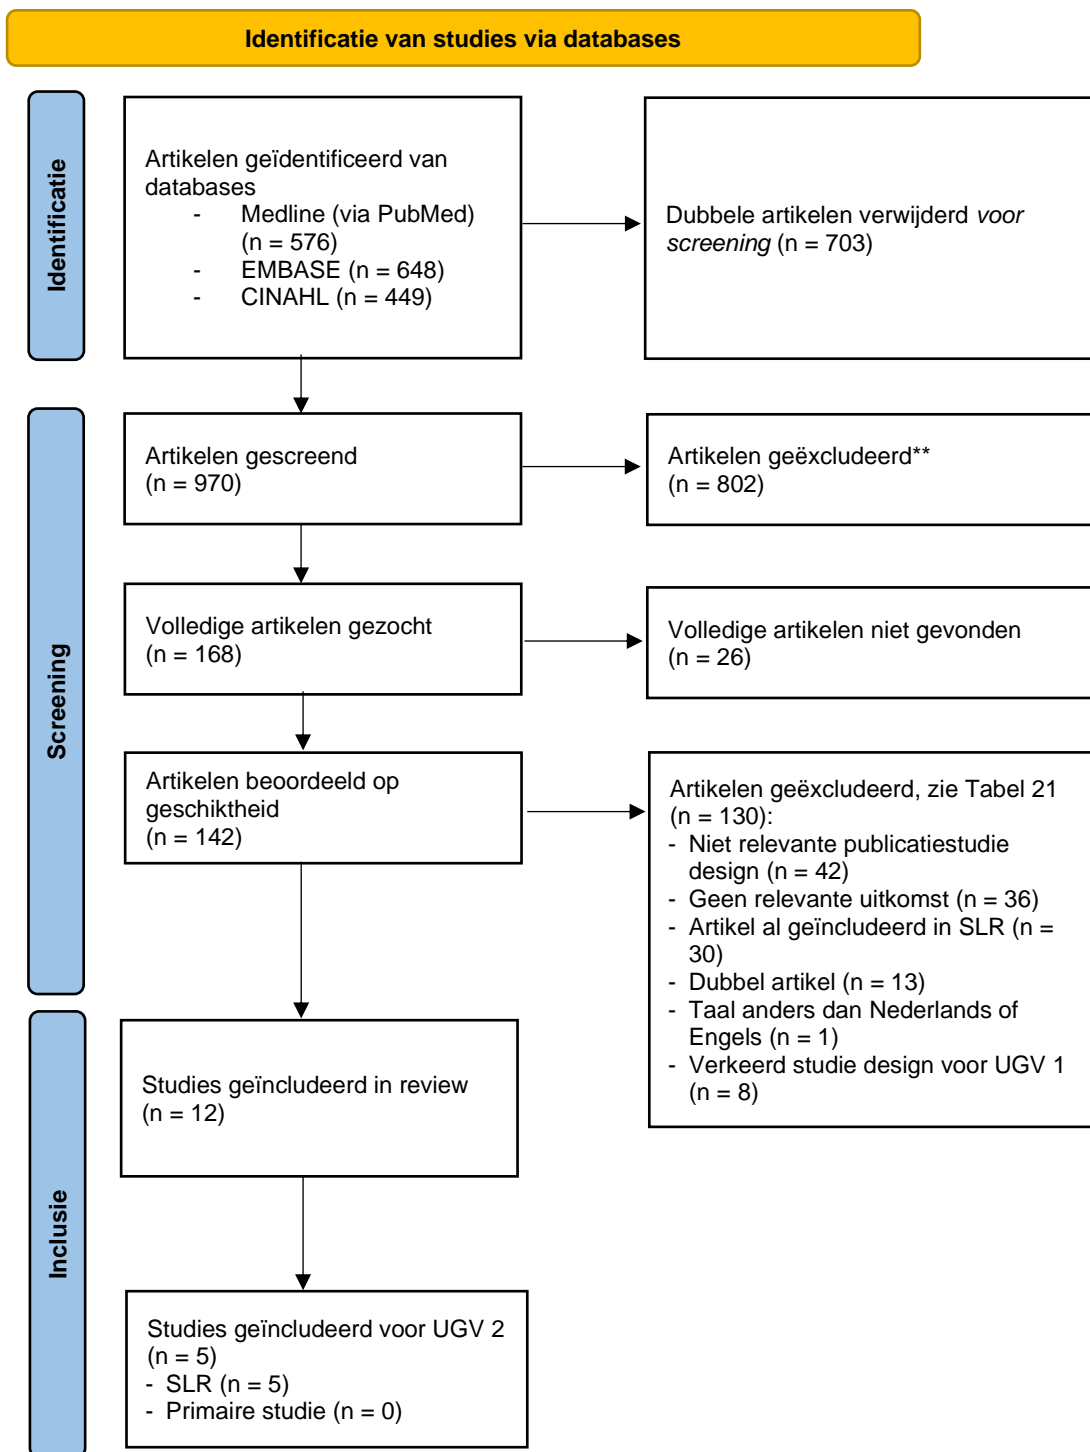 Identificatie van studies via databases
Identificatie
Artikelen geïdentificeerd van
databases
- Medline (via PubMed)
(n = 576)
- EMBASE (n = 648)
- CINAHL (n = 449)
Dubbele artikelen verwijderd voor
screening (n = 703)
Screening
Artikelen gescreend
(n = 970)
Artikelen geëxcludeerd**
(n = 802)
Volledige artikelen gezocht
(n = 168)
Volledige artikelen niet gevonden
(n = 26)
Artikelen beoordeeld op
geschiktheid
(n = 142)
Artikelen geëxcludeerd, zie Tabel 21
(n = 130):
- Niet relevante publicatiestudie
design (n = 42)
- Geen relevante uitkomst (n = 36)
- Artikel al geïncludeerd in SLR (n =
30)
- Dubbel artikel (n = 13)
- Taal anders dan Nederlands of
Engels (n = 1)
- Verkeerd studie design voor UGV 1
(n = 8)
Inclusie
Studies geïncludeerd in review
(n = 12)
Studies geïncludeerd voor UGV 2
(n = 5)
- SLR (n = 5)
- Primaire studie (n = 0)